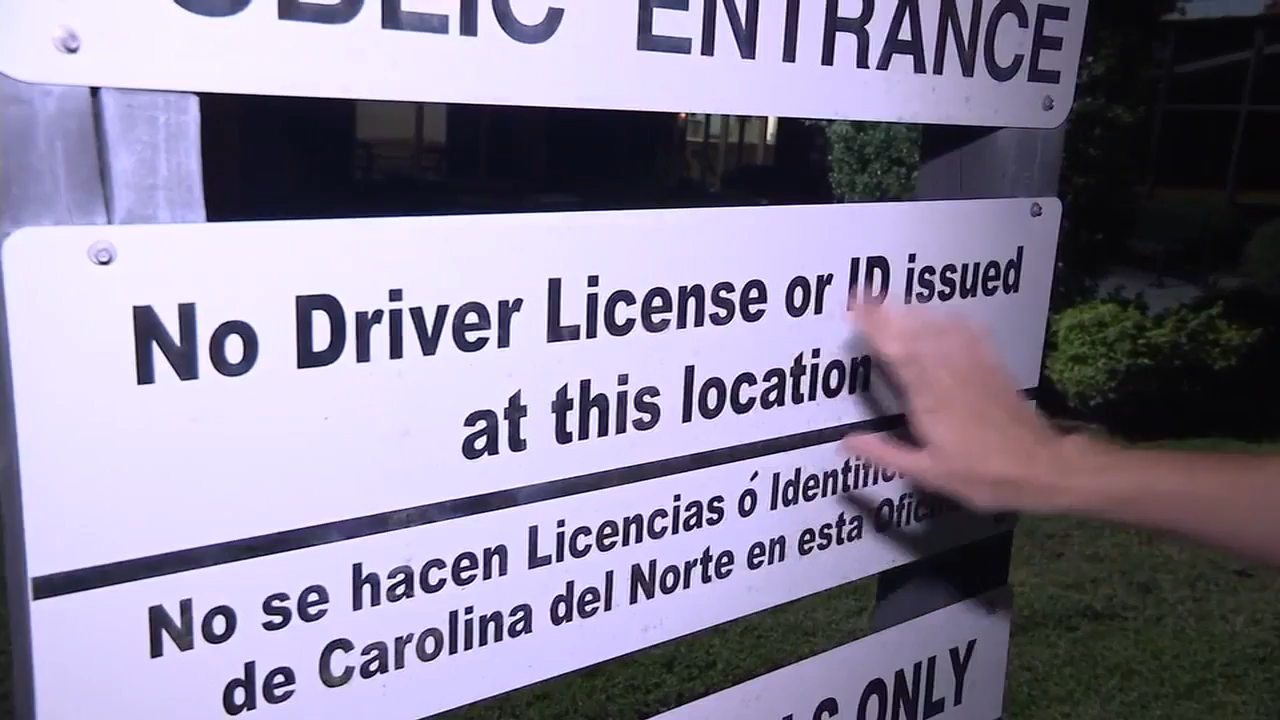 ENTRANCE
No Driver License or ID issued
at this location
No se hacen Licencias ó
de Carolina del Norte en esta
ONLY